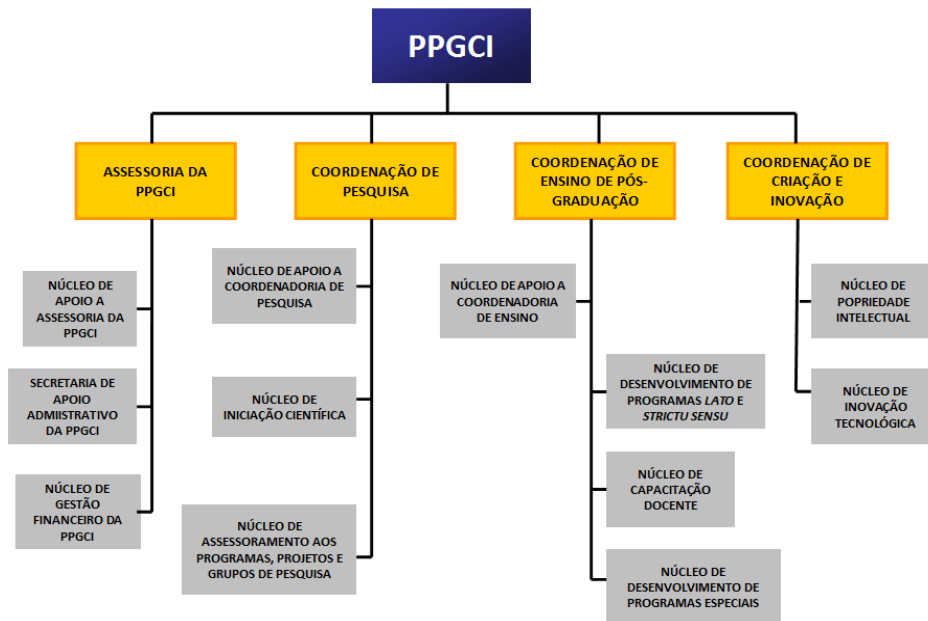 PPGCI
ASSESSORIA DA
PPGCI
NÚCLEO DE
APOIO A
ASSESSORIA DA
PPGCI
SECRETARIA DE
APOIO
ADMIISTRATIVO
DA PPGCI
NÚCLEO DE
GESTÃO
FINANCEIRO DA
PPGCI
COORDENAÇÃO DE
PESQUISA
NÚCLEO DE APOIO A
COORDENADORIA DE
PESQUISA
NÚCLEO DE
INICIAÇÃO CIENTÍFICA
NÚCLEO DE
ASSESSORAMENTO AOS
PROGRAMAS, PROJETOS E
GRUPOS DE PESQUISA
COORDENAÇÃO DE
ENSINO DE PÓS-
GRADUAÇÃO
NÚCLEO DE APOIO A
COORDENADORIA
DE ENSINO
NÚCLEO DE
DESENVOLVIMENTO DE
PROGRAMAS LATO E
STRICTU SENSU
NÚCLEO DE
CAPACITAÇÃO
DOCENTE
NÚCLEO DE
DESENVOLVIMENTO DE
PROGRAMAS ESPECIAIS
COORDENAÇÃO DE
CRIAÇÃO E
INOVAÇÃO
NÚCLEO DE
POPRIEDADE
INTELECTUAL
NÚCLEO DE
INOVAÇÃO
TECNOLÓGICA